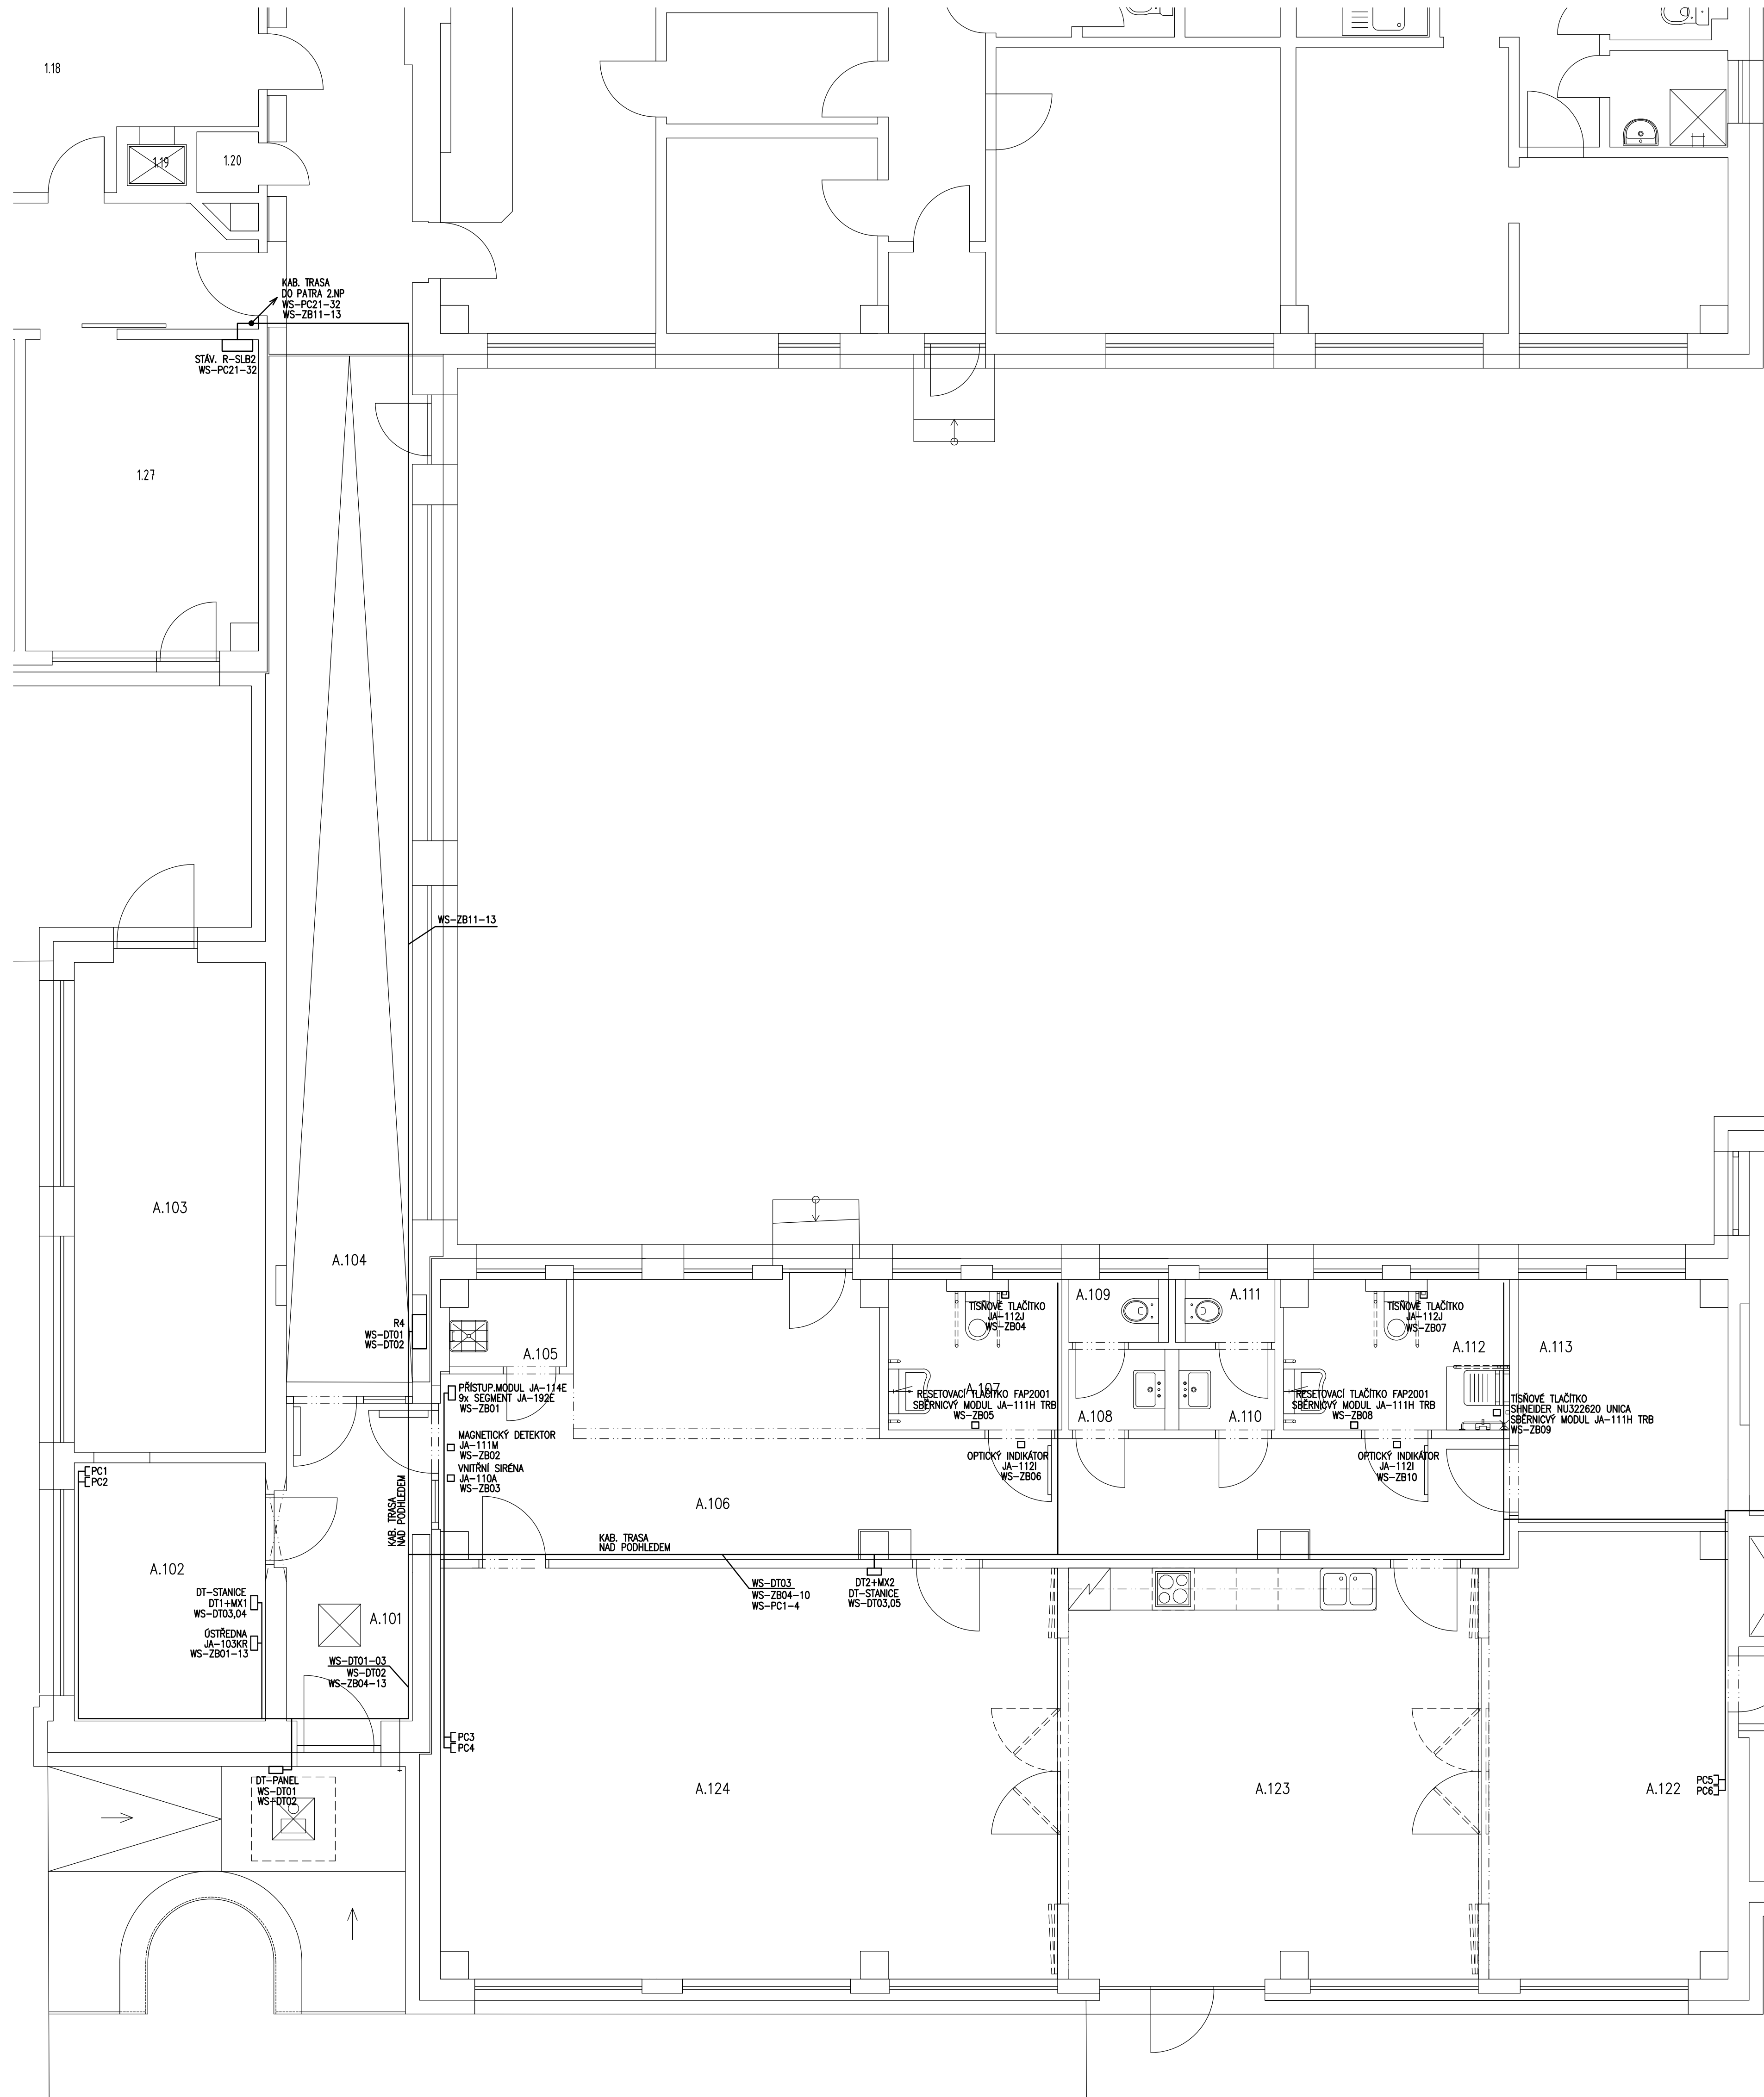 1.18
1.19
1.20
KAB. TRASA
DO PATRA 2.NP
WS-PC21-32
WS-ZB11-13
STÁV. R-SLB2
WS-PC21-32
1.27
WS-ZB11-13
A.103
A.104
R4
WS-DT01
WS-DT02
A.105
PŘÍSTUP.MODUL JA-114E
9x SEGMENT JA-192E
WS-ZB01
MAGNETICKÝ DETEKTOR
JA-111M
WS-ZB02
VNITŘNÍ SIRÉNA
JA-110A
WS-ZB03
KAB. TRASA
NAD PODHLEDEM
A.106
TÍSŇOVÉ TLAČÍTKO
JA-112J
WS-ZB04
A.107
RESETOVACÍ TLAČÍTKO FAP2001
SBĚRNICVÝ MODUL JA-111H TRB
WS-ZB05
OPTICKÝ INDIKÁTOR
JA-112I
WS-ZB06
A.109
A.111
A.108
A.110
TÍSŇOVÉ TLAČÍTKO
JA-112J
WS-ZB07
A.112
RESETOVACÍ TLAČÍTKO FAP2001
SBĚRNICVÝ MODUL JA-111H TRB
WS-ZB08
OPTICKÝ INDIKÁTOR
JA-112I
WS-ZB10
A.113
TÍSŇOVÉ TLAČÍTKO
SHNEIDER NU322620 UNICA
SBĚRNICVÝ MODUL JA-111H TRB
WS-ZB09
PC1
PC2
A.102
DT-STANICE
DT1+MX1
WS-DT03,04
ÚSTŘEDNA
JA-103KR
WS-ZB01-13
A.101
WS-DT01-03
WS-DT02
WS-ZB04-13
KAB. TRASA
NAD PODHLEDEM
WS-DT03
WS-ZB04-10
WS-PC1-4
DT2+MX2
DT-STANICE
WS-DT03,05
PC3
PC4
DT-PANEL
WS-DT01
WS-DT02
A.124
A.123
A.122
PC5
PC6